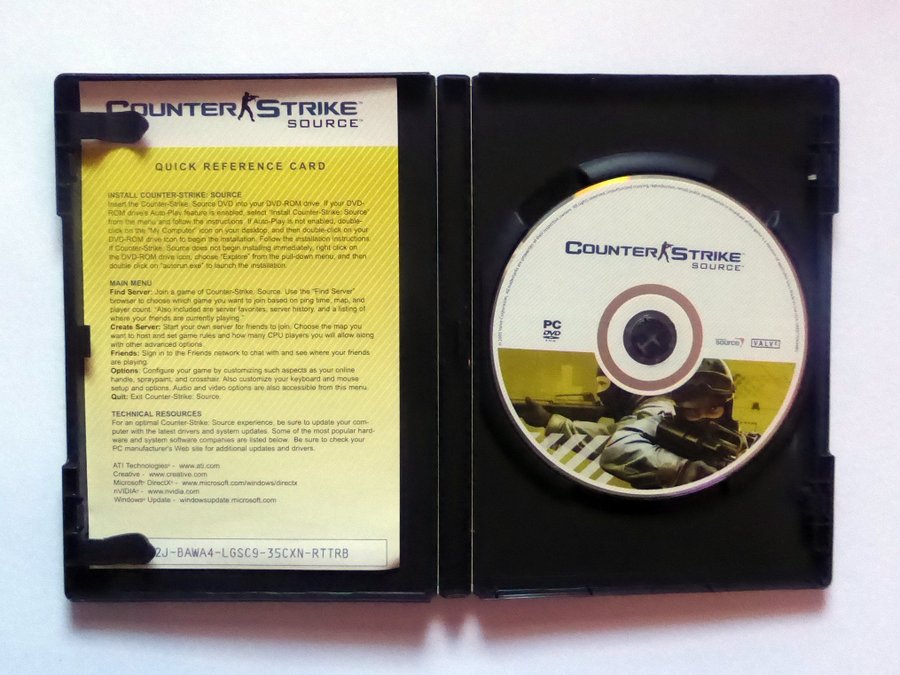 COUNTER STRIKE™
SOURCE™
QUICK REFERENCE CARD
INSTALL COUNTER-STRIKE: SOURCE
Insert the Counter-Strike: Source DVD into your DVD-ROM drive. If your DVD-
ROM drive's Auto-Play feature is enabled, select "Install Counter-Strike: Source"
from the menu and follow the instructions. If Auto-Play is not enabled, double-
click on the "My Computer" icon on your desktop, and then double-click on your
DVD-ROM drive icon to begin the installation. Follow the installation instructions.
If Counter-Strike: Source does not begin installing immediately, right click on
the DVD-ROM drive icon, choose "Explore" from the pull-down menu, and then
double click on "autorun.exe" to launch the installation.
MAIN MENU
Find Server: Join a game of Counter-Strike: Source. Use the "Find Server"
browser to choose which game you want to join based on ping time, map, and
player count. "Also included are server favorites, server history, and a listing of
where your friends are currently playing."
Create Server: Start your own server for friends to join. Choose the map you
want to host and set game rules and how many CPU players you will allow along
with other advanced options.
Friends: Sign in to the Friends network to chat with and see where your friends
are playing.
Options: Configure your game by customizing such aspects as your online
handle, spraypaint, and crosshair. Also customize your keyboard and mouse
setup and options. Audio and video options are also accessible from this menu.
Quit: Exit Counter-Strike: Source.
TECHNICAL RESOURCES
For an optimal Counter-Strike: Source experience, be sure to update your com-
puter with the latest drivers and system updates. Some of the most popular hard-
ware and system software companies are listed below. Be sure to check your
PC manufacturer's Web site for additional updates and drivers.
ATI Technologies® - www.ati.com
Creative - www.creative.com
Microsoft® DirectX® - www.microsoft.com/windows/directx
nVIDIA® - www.nvidia.com
Windows® Update - windowsupdate.microsoft.com
2J-BAWA4-LGSC9-35CXN-RTTRB
COUNTER STRIKE™
SOURCE™
PC
DVD
source
VALVE